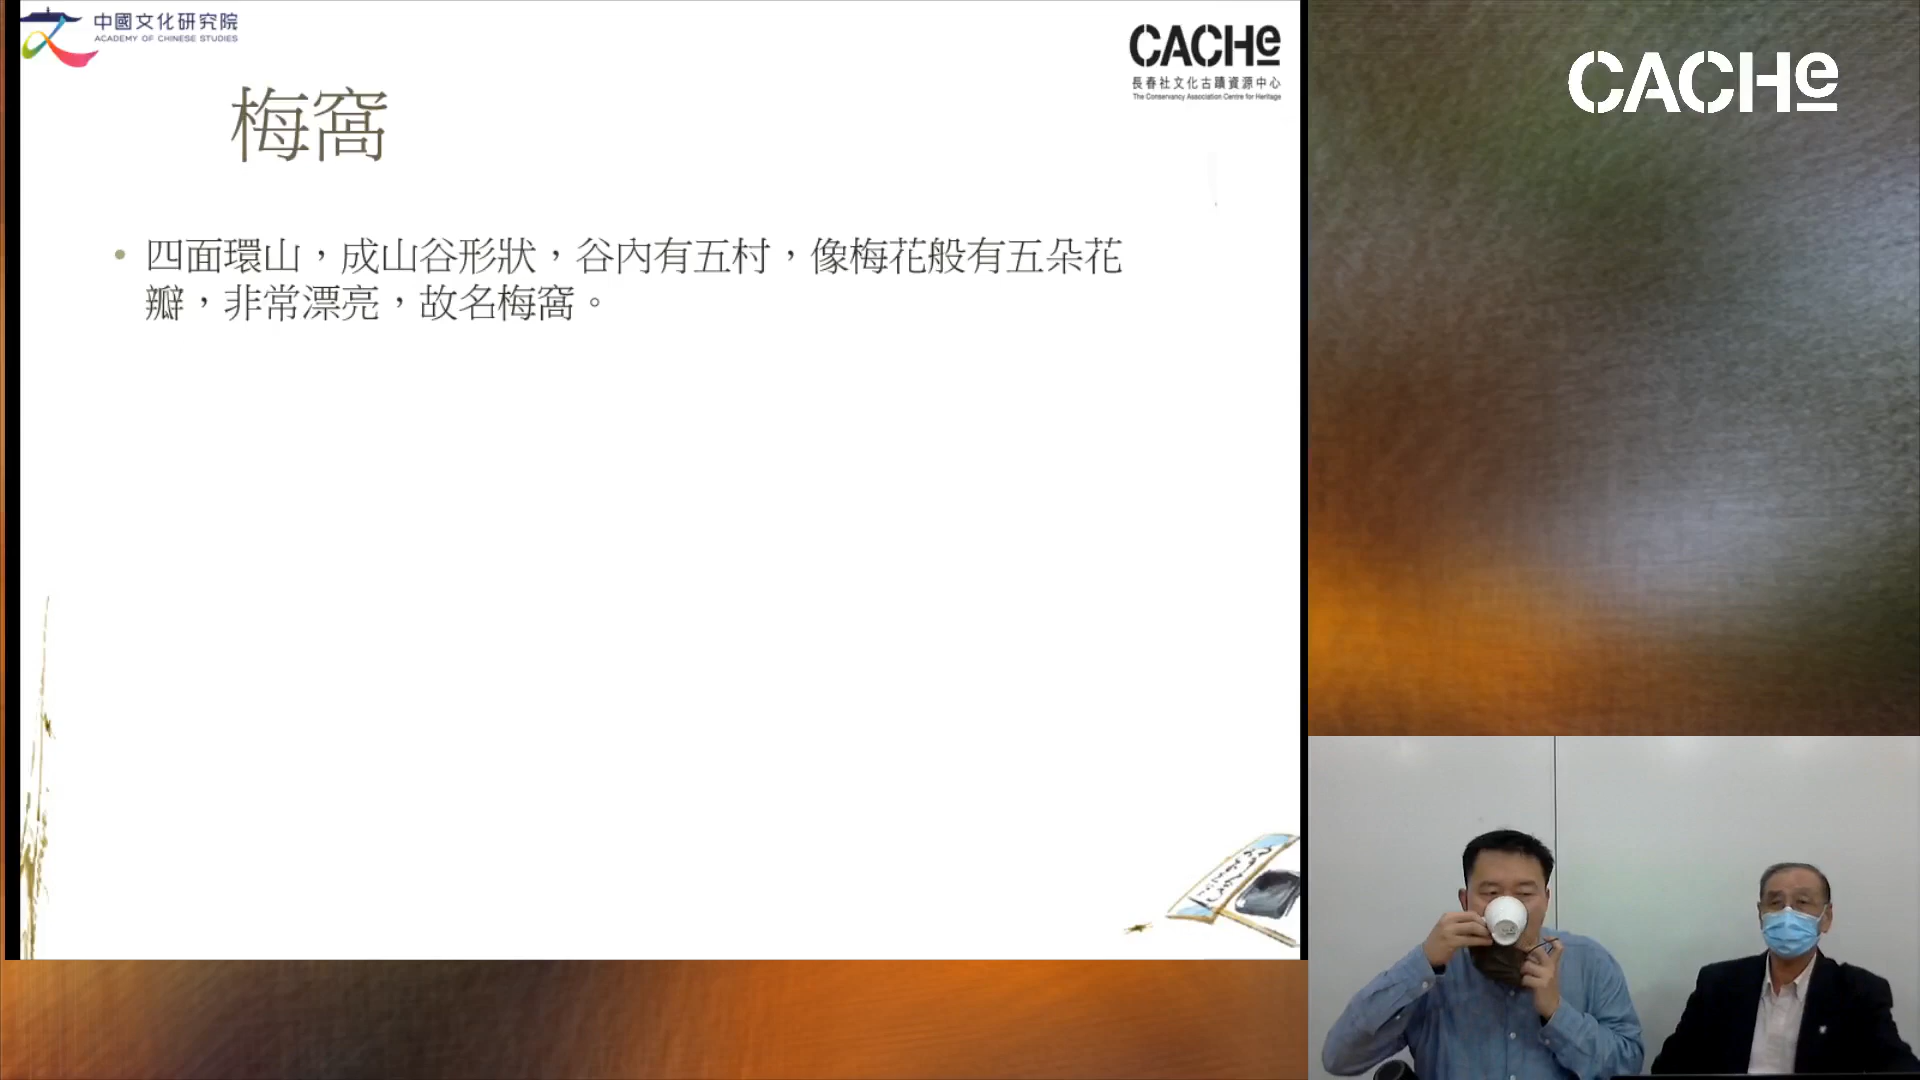 中國文化研究院
ACADEMY OF CHINESE STUDIES
CACHe
長春社文化古蹟資源中心
The Conservancy Association Centre for Heritage
梅窩
• 四面環山，成山谷形狀，谷內有五村，像梅花般有五朵花
瓣，非常漂亮，故名梅窩。
CACHe